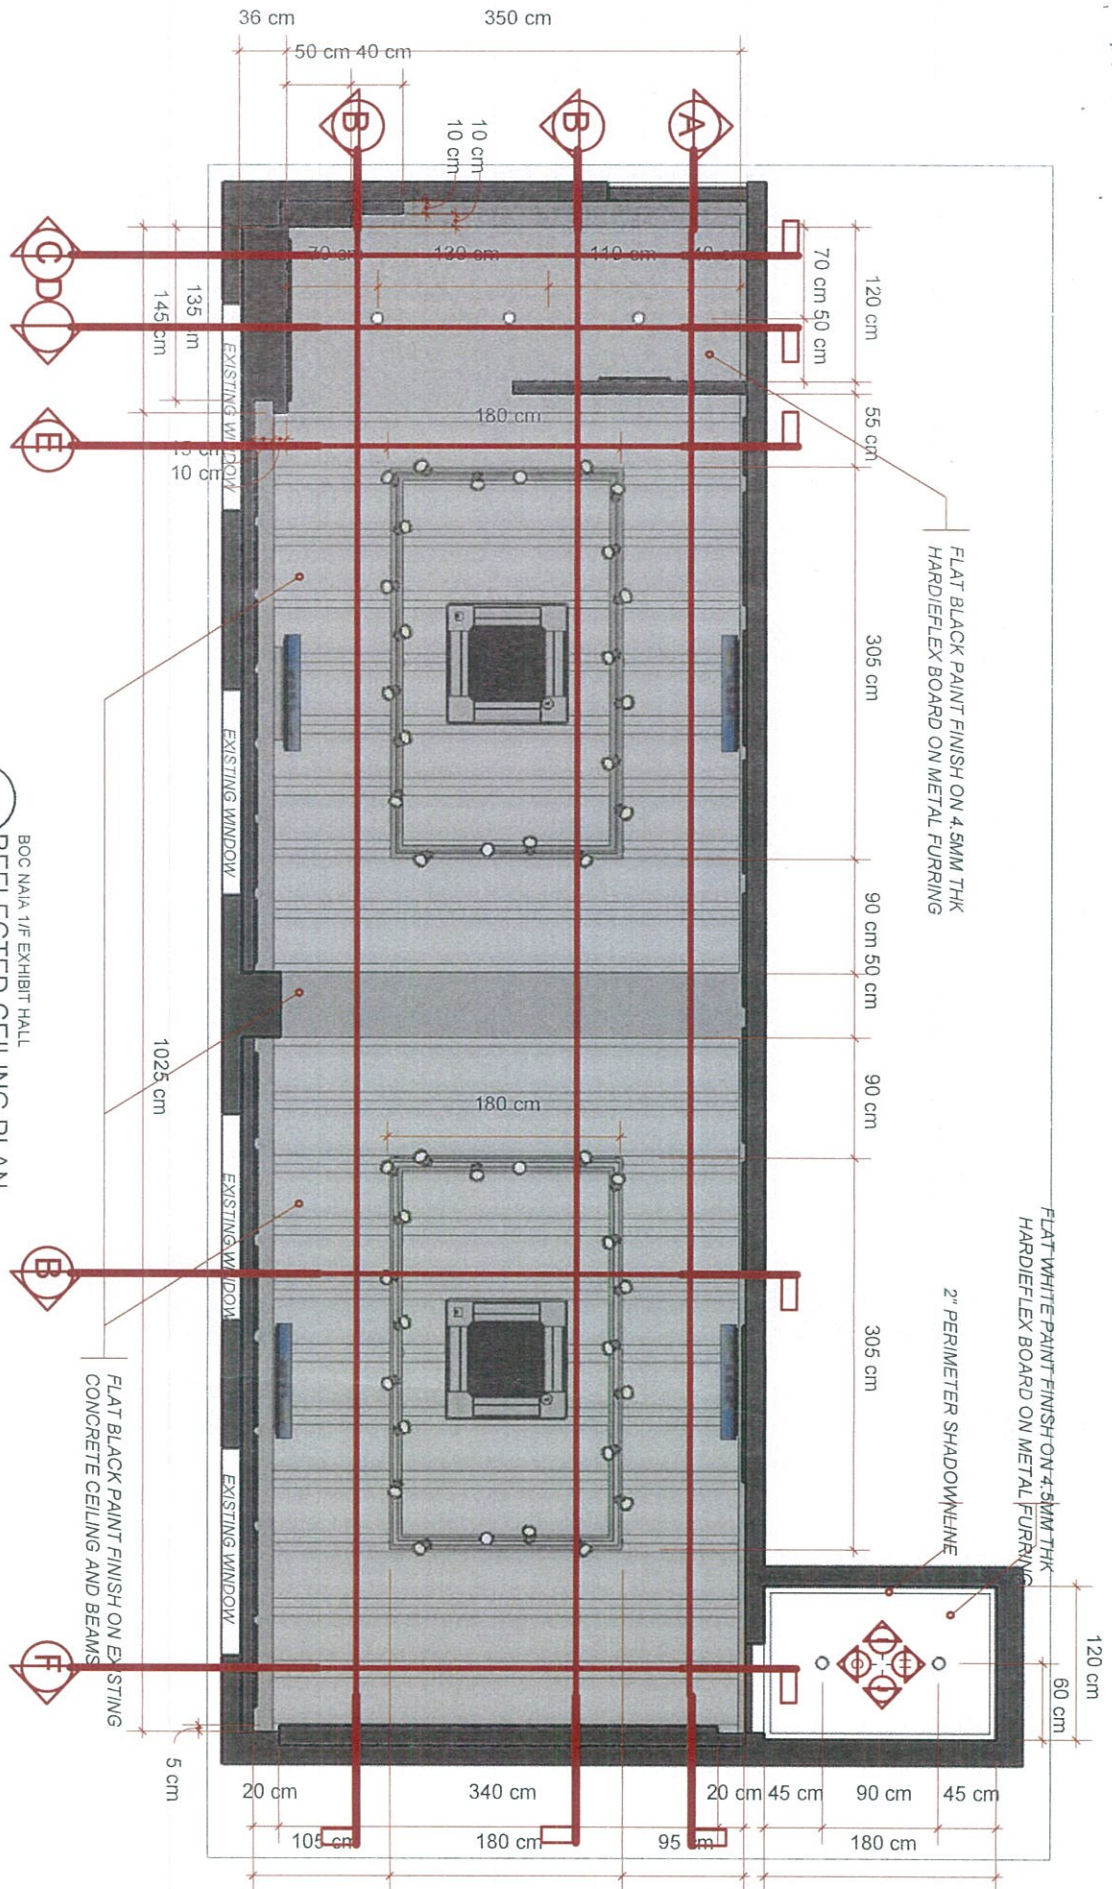 36 cm
350 cm
50 cm
40 cm
B
B
A
10 cm
10 cm
C
D
E
B
F
70 cm
130 cm
110 cm
40 cm
70 cm
50 cm
120 cm
55 cm
305 cm
90 cm
50 cm
90 cm
305 cm
135 cm
145 cm
10 cm
180 cm
180 cm
1025 cm
EXISTING WINDOW
EXISTING WINDOW
EXISTING WINDOW
EXISTING WINDOW
FLAT BLACK PAINT FINISH ON 4.5MM THK
HARDIEFLEX BOARD ON METAL FURRING
FLAT WHITE PAINT FINISH ON 4.5MM THK
HARDIEFLEX BOARD ON METAL FURRING
2" PERIMETER SHADOWLINE
FLAT BLACK PAINT FINISH ON EXISTING
CONCRETE CEILING AND BEAMS
BOC NAIA 1/F EXHIBIT HALL
REFLECTED CEILING PLAN
120 cm
60 cm
G
H
I
J
5 cm
20 cm
340 cm
20 cm
45 cm
90 cm
45 cm
105 cm
180 cm
95 cm
180 cm